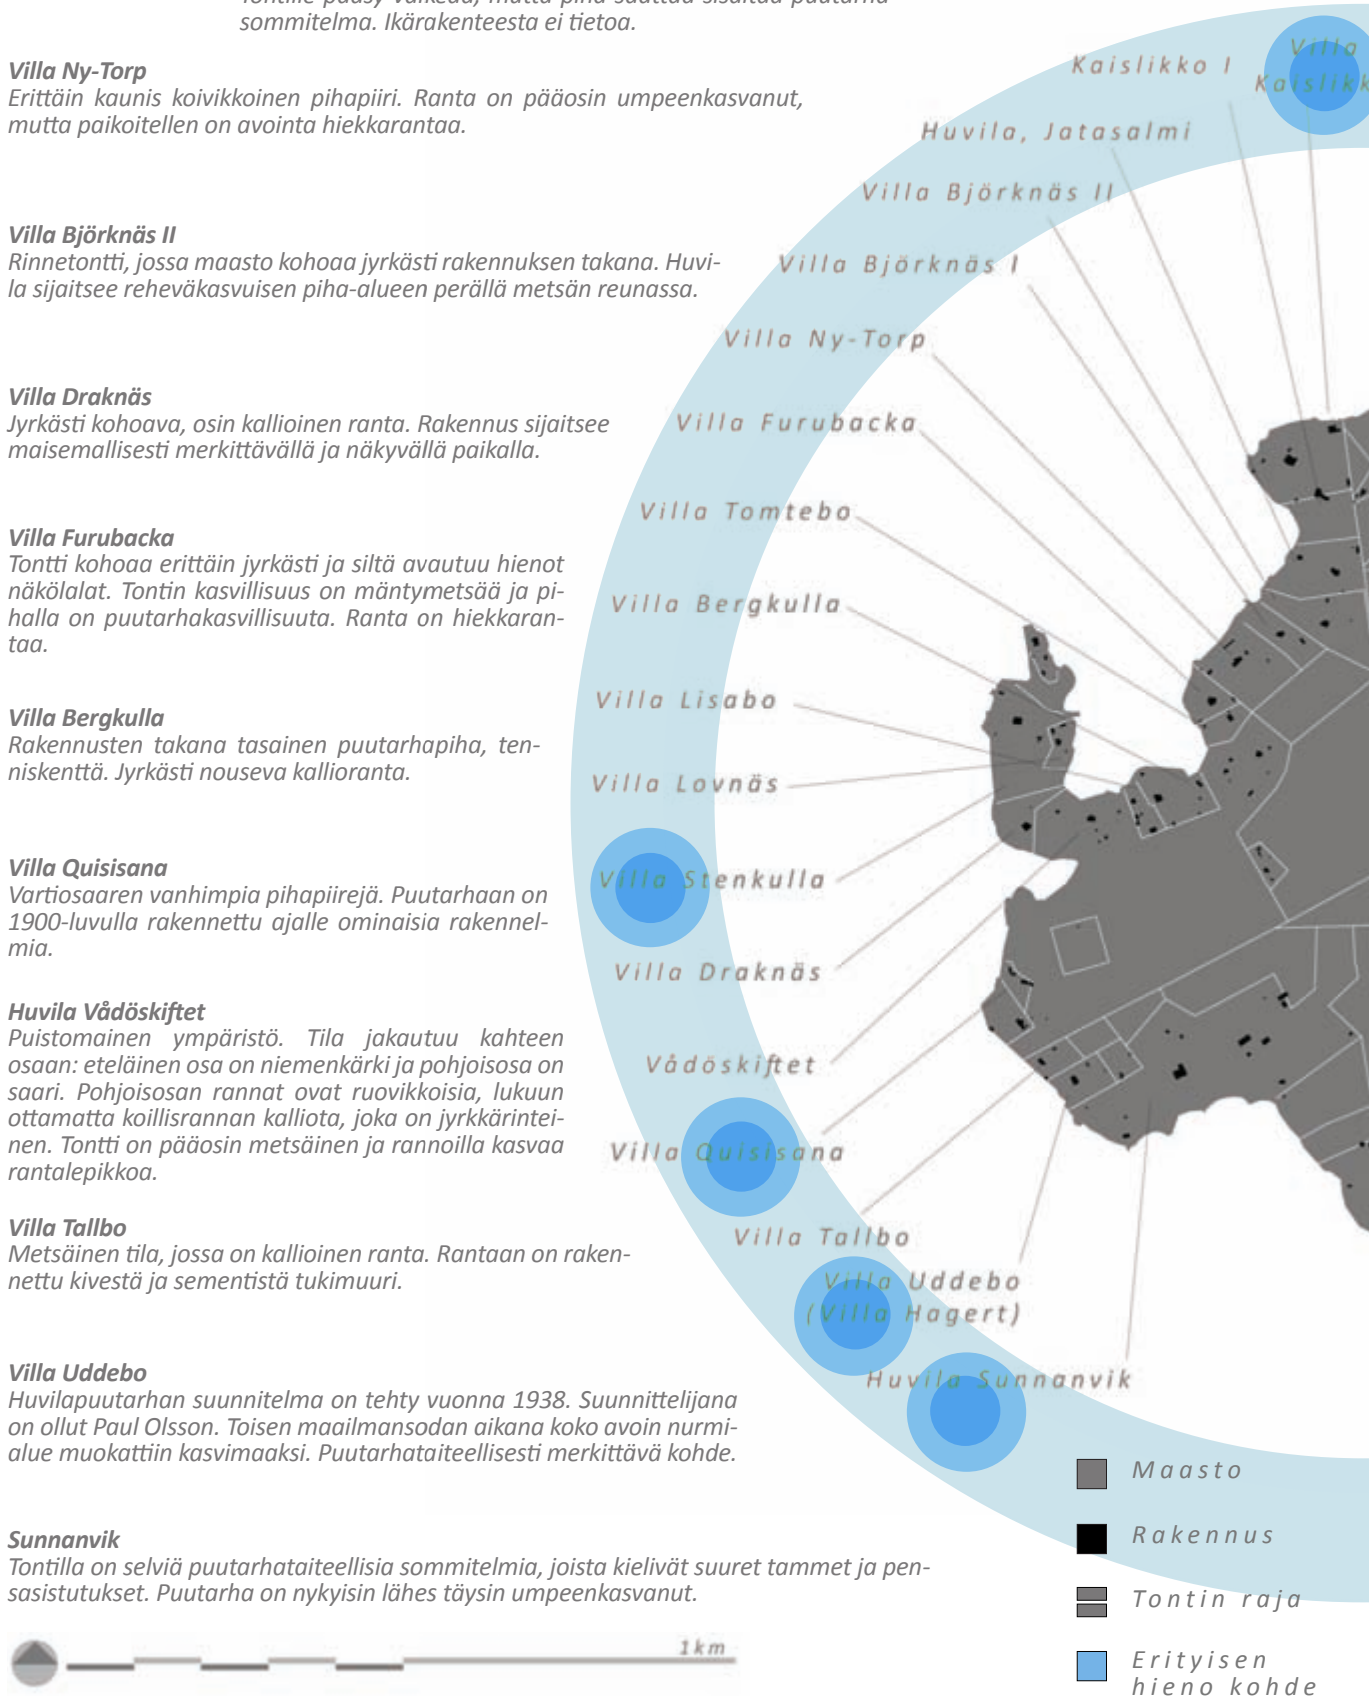 sommitelma. Ikärakenteesta ei tietoa.
Villa Ny-Torp
Erittäin kaunis koivikkoinen pihapiiri. Ranta on pääosin umpeenkasvanut,
mutta paikoitellen on avointa hiekkarantaa.
Villa Björknäs II
Rinnetontti, jossa maasto kohoaa jyrkästi rakennuksen takana. Huvi-
la sijaitsee reheväkasvuisen piha-alueen perällä metsän reunassa.
Villa Draknäs
Jyrkästi kohoava, osin kallioinen ranta. Rakennus sijaitsee
maisemallisesti merkittävällä ja näkyvällä paikalla.
Villa Furubacka
Tontti kohoaa erittäin jyrkästi ja siltä avautuu hienot
näkölalat. Tontin kasvillisuus on mäntymetsää ja pi-
halla on puutarhakasvillisuutta. Ranta on hiekkaran-
taa.
Villa Bergkulla
Rakennusten takana tasainen puutarhapiha, ten-
niskenttä. Jyrkästi nouseva kallioranta.
Villa Quisisana
Vartiosaaren vanhimpia pihapiirejä. Puutarhaan on
1900-luvulla rakennettu ajalle ominaisia rakennel-
mia.
Huvila Vådöskiftet
Puistomainen ympäristö. Tila jakautuu kahteen
osaan: eteläinen osa on niemenkärki ja pohjoisosa on
saari. Pohjoisosan rannat ovat ruovikkoisia, lukuun
ottamatta koillisrannan kalliota, joka on jyrkkärintei-
nen. Tontti on pääosin metsäinen ja rannoilla kasvaa
rantalepikkoa.
Villa Tallbo
Metsäinen tila, jossa on kallioinen ranta. Rantaan on raken-
nettu kivestä ja sementistä tukimuuri.
Villa Uddebo
Huvilapuutarhan suunnitelma on tehty vuonna 1938. Suunnittelijana
on ollut Paul Olsson. Toisen maailmansodan aikana koko avoin nurmi-
alue muokattiin kasvimaaksi. Puutarhataiteellisesti merkittävä kohde.
Sunnanvik
Tontilla on selviä puutarhataiteellisia sommitelmia, joista kielivät suuret tammet ja pen-
sasistutukset. Puutarha on nykyisin lähes täysin umpeenkasvanut.
1km
Villa
Kaislikk
Kaislikko I
Huvila, Jatasalmi
Villa Björknäs II
Villa Björknäs I
Villa Ny-Torp
Villa Furubacka
Villa Tomtebo
Villa Bergkulla
Villa Lisabo
Villa Lovnäs
Villa Stenkulla
Villa Draknäs
Vådöskiftet
Villa Quisisana
Villa Tallbo
Villa Uddebo
(Villa Hagert)
Huvila Sunnanvik
Maasto
Rakennus
Tontin raja
Erityisen
hieno kohde